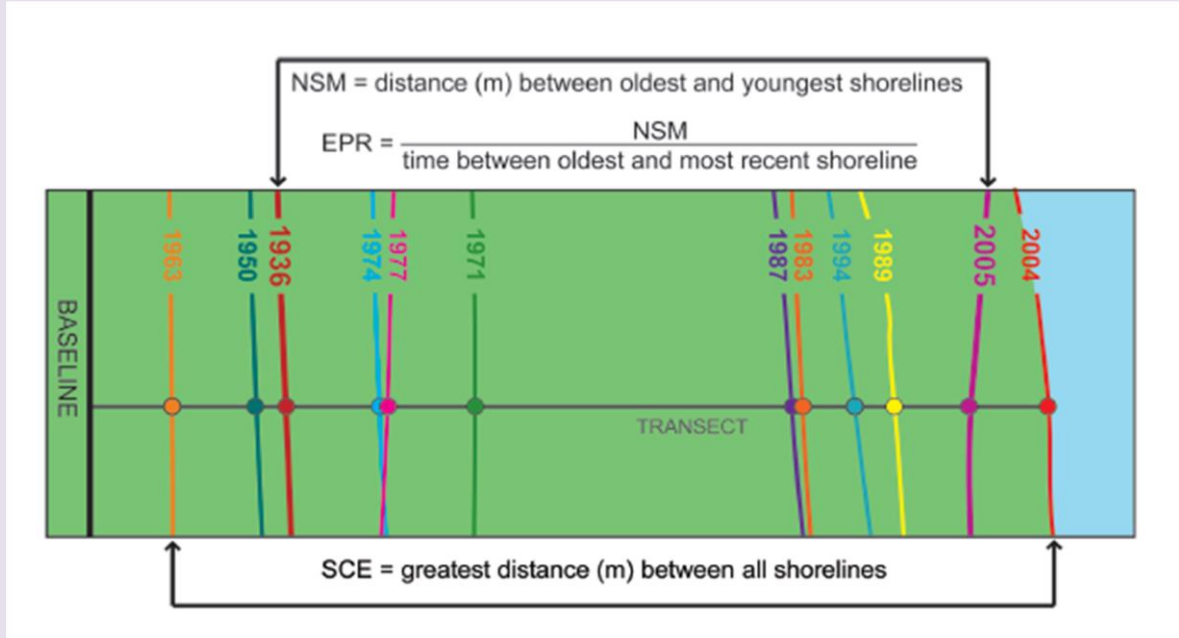 NSM = distance (m) between oldest and youngest shorelines
EPR = NSM
time between oldest and most recent shoreline
BASELINE
1963
1950
1936
1974
1977
1971
1987
1983
1994
1989
2005
2004
TRANSECT
SCE = greatest distance (m) between all shorelines